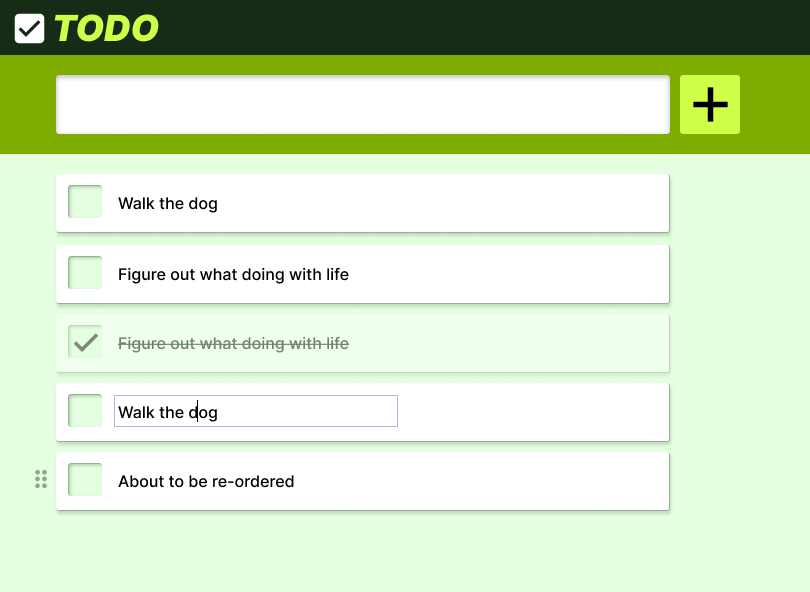 TODO
Walk the dog
Figure out what doing with life
Figure out what doing with life
Walk the dog
About to be re-ordered